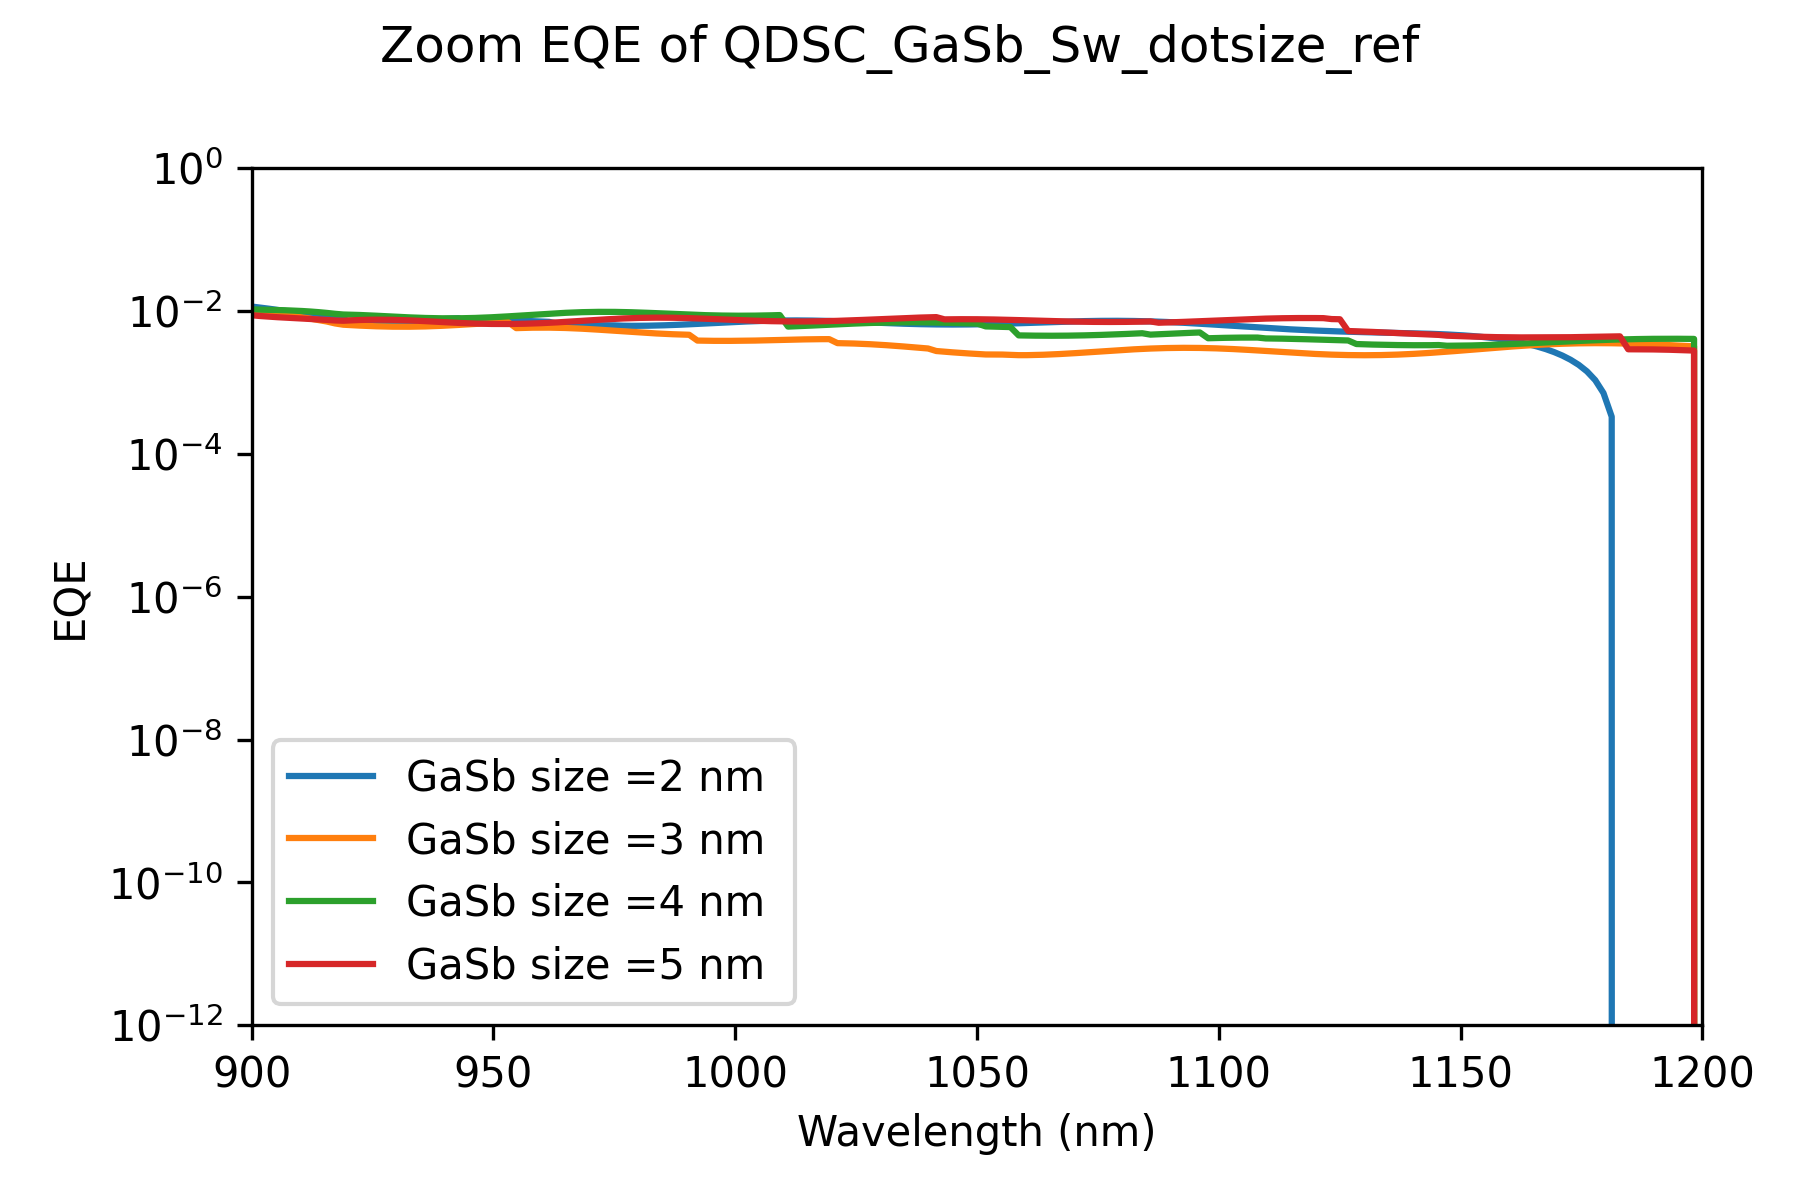 Zoom EQE of QDSC_GaSb_Sw_dotsize_ref
10⁰
10⁻²
10⁻⁴
10⁻⁶
10⁻⁸
10⁻¹⁰
10⁻¹²
EQE
GaSb size =2 nm
GaSb size =3 nm
GaSb size =4 nm
GaSb size =5 nm
900 950 1000 1050 1100 1150 1200
Wavelength (nm)